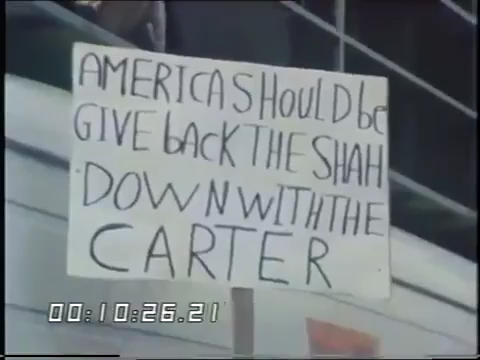 AMERICA SHOULD be
GIVE bACK THE SHAH
DOWN WITH THE
CARTER
00:10:26.21